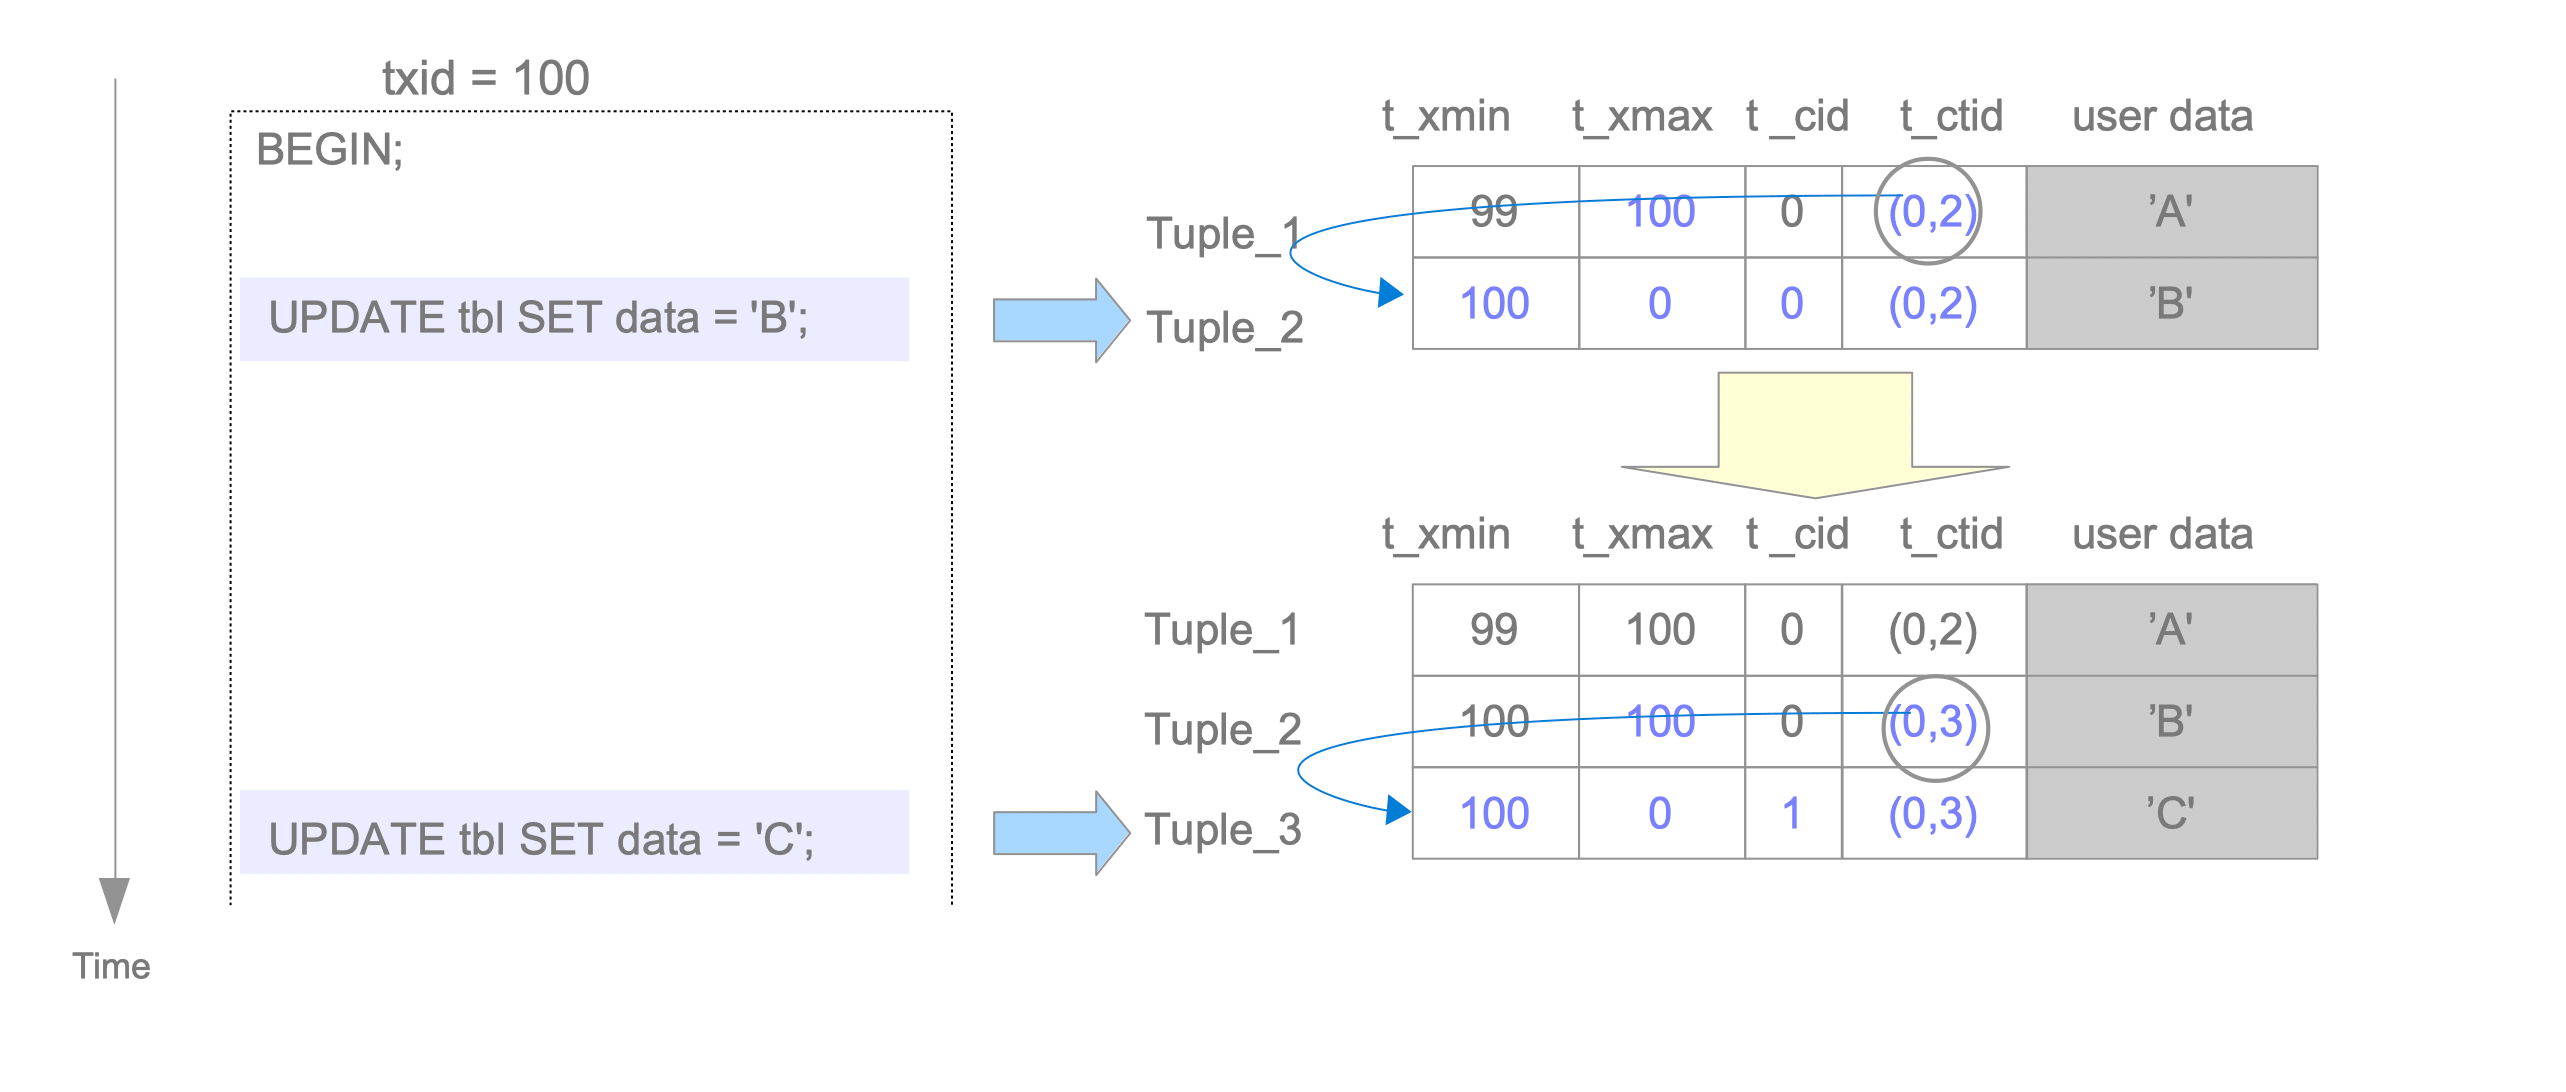 txid = 100
BEGIN;
UPDATE tbl SET data = 'B';
UPDATE tbl SET data = 'C';
Time
t_xmin t_xmax t _cid t_ctid user data
Tuple_1 99 100 0 (0,2) ’A'
Tuple_2 100 0 0 (0,2) ’B'
t_xmin t_xmax t _cid t_ctid user data
Tuple_1 99 100 0 (0,2) ’A'
Tuple_2 100 100 0 (0,3) ’B'
Tuple_3 100 0 1 (0,3) ’C'